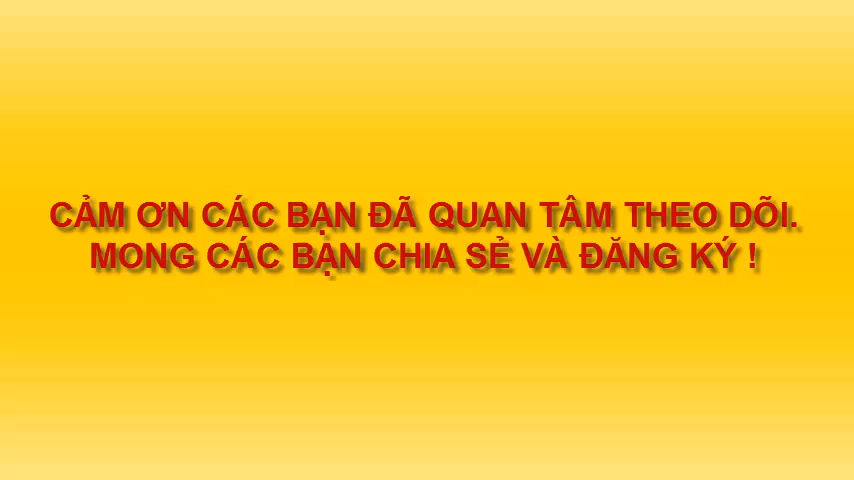 CẢM ƠN CÁC BẠN ĐÃ QUAN TÂM THEO DÕI.
MONG CÁC BẠN CHIA SẺ VÀ ĐĂNG KÝ !